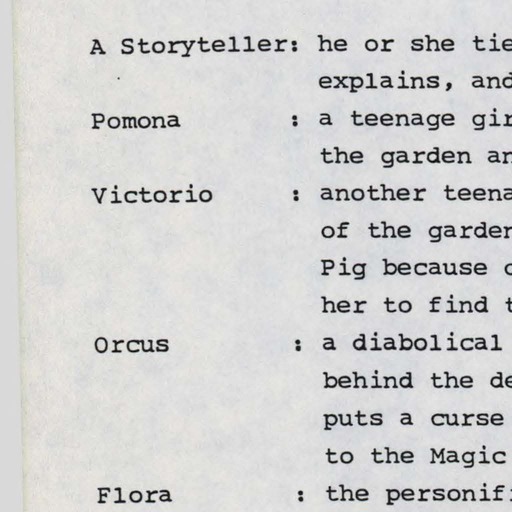 A Storyteller: he or she tie
explains, and
Pomona : a teenage gir
the garden an
Victorio : another teena
of the garden
Pig because o
her to find t
Orcus : a diabolical
behind the de
puts a curse
to the Magic
Flora : the personifi